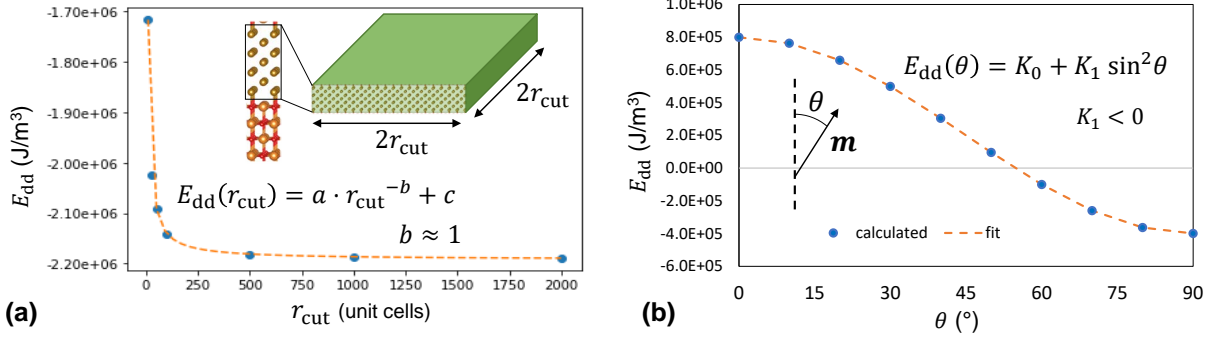 -1.70e+06
-1.80e+06
-1.90e+06
-2.00e+06
-2.10e+06
-2.20e+06
E_dd (J/m³)
2r_cut
2r_cut
E_dd(r_cut) = a · r_cut^{-b} + c
b ≈ 1
0 250 500 750 1000 1250 1500 1750 2000
r_cut (unit cells)
(a)
1.0E+06
8.0E+05
6.0E+05
4.0E+05
2.0E+05
0.0E+00
-2.0E+05
-4.0E+05
-6.0E+05
E_dd (J/m³)
E_dd(θ) = K_0 + K_1 sin²θ
K_1 < 0
θ
m
calculated fit
0 15 30 45 60 75 90
θ (°)
(b)